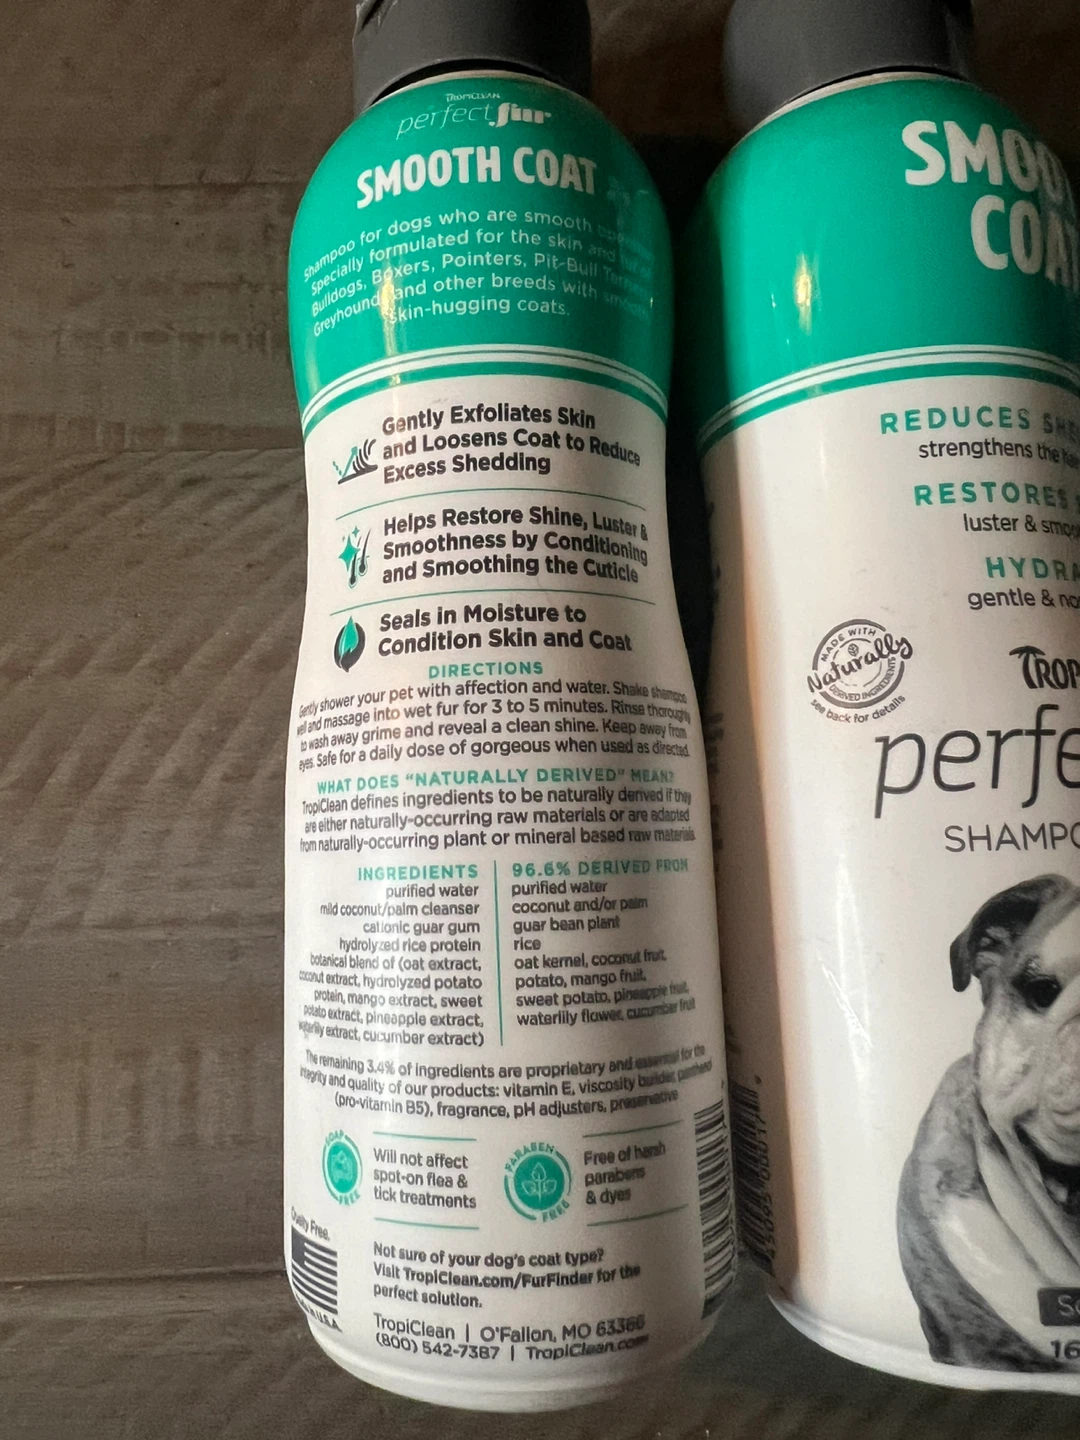 TROPICLEAN
perfect fur
SMOOTH COAT
Shampoo for dogs who are smooth
Specially formulated for the skin and
Bulldogs, Boxers, Pointers, Pit-Bull Terriers,
Greyhounds and other breeds with smooth,
skin-hugging coats.
Gently Exfoliates Skin
and Loosens Coat to Reduce
Excess Shedding
Helps Restore Shine, Luster &
Smoothness by Conditioning
and Smoothing the Cuticle
Seals in Moisture to
Condition Skin and Coat
DIRECTIONS
Gently shower your pet with affection and water. Shake shampoo
well and massage into wet fur for 3 to 5 minutes. Rinse thoroughly
to wash away grime and reveal a clean shine. Keep away from
eyes. Safe for a daily dose of gorgeous when used as directed.
WHAT DOES "NATURALLY DERIVED" MEAN?
TropiClean defines ingredients to be naturally derived if they
are either naturally-occurring raw materials or are adapted
from naturally-occurring plant or mineral based raw materials.
INGREDIENTS
purified water
mild coconut/palm cleanser
cationic guar gum
hydrolyzed rice protein
botanical blend of (oat extract,
coconut extract, hydrolyzed potato
protein, mango extract, sweet
potato extract, pineapple extract,
waterlily extract, cucumber extract)
96.6% DERIVED FROM
purified water
coconut and/or palm
guar bean plant
rice
oat kernel, coconut fruit,
potato, mango fruit,
sweet potato, pineapple fruit,
waterlily flower, cucumber fruit
The remaining 3.4% of ingredients are proprietary and essential for the
integrity and quality of our products: vitamin E, viscosity builder, panthenol
(pro-vitamin B5), fragrance, pH adjusters, preservative
SOAP
FREE
Will not affect
spot-on flea &
tick treatments
PARABEN
FREE
Free of harsh
parabens
& dyes
Cruelty Free.
USA
Not sure of your dog's coat type?
Visit TropiClean.com/FurFinder for the
perfect solution.
TropiClean | O'Fallon, MO 63366
(800) 542-7387 | TropiClean.com
SMOO
COA
REDUCES SHE
strengthens the hair
RESTORES
luster & smoo
HYDRA
gentle & no
MADE WITH
Naturally
DERIVED INGREDIENTS
see back for details
TROP
perfe
SHAMPO
16